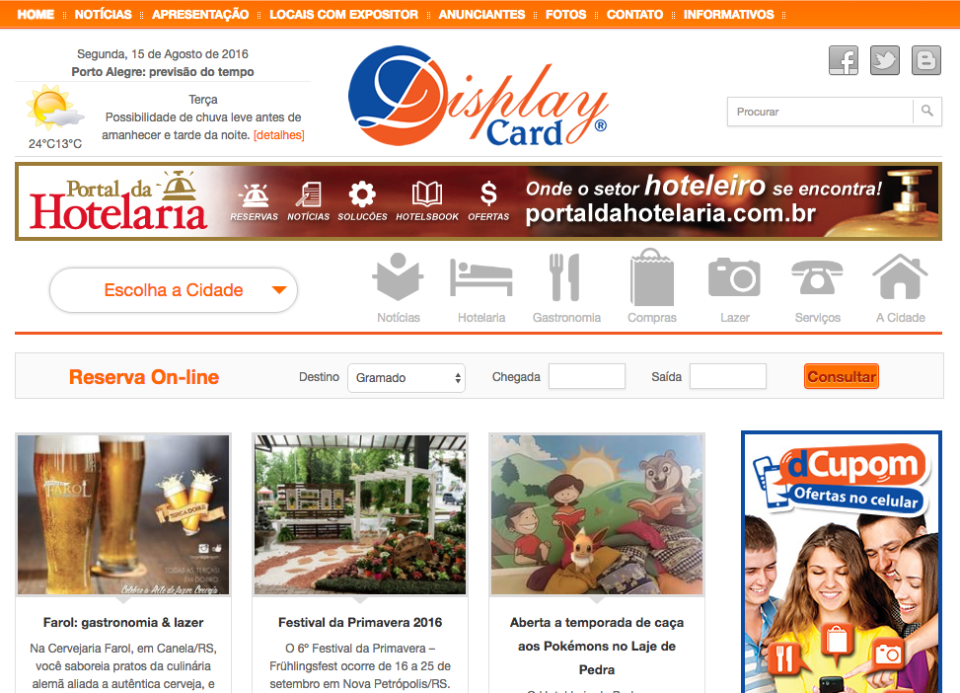 HOME NOTÍCIAS APRESENTAÇÃO LOCAIS COM EXPOSITOR ANUNCIANTES FOTOS CONTATO INFORMATIVOS
Segunda, 15 de Agosto de 2016
Porto Alegre: previsão do tempo
Terça
Possibilidade de chuva leve antes de
amanhecer e tarde da noite. [detalhes]
24°C13°C
Display
Card®
Procurar
Portal da
Hotelaria
RESERVAS NOTÍCIAS SOLUCÕES HOTELSBOOK OFERTAS
Onde o setor hoteleiro se encontra!
portaldahotelaria.com.br
Escolha a Cidade
Notícias Hotelaria Gastronomia Compras Lazer Serviços A Cidade
Reserva On-line
Destino Gramado Chegada Saída Consultar
FAROL
dCupom
Ofertas no celular
Farol: gastronomia & lazer
Na Cervejaria Farol, em Canela/RS,
você saboreia pratos da culinária
alemã aliada a autêntica cerveja, e
Festival da Primavera 2016
O 6º Festival da Primavera –
Frühlingsfest ocorre de 16 a 25 de
setembro em Nova Petrópolis/RS.
Aberta a temporada de caça
aos Pokémons no Laje de
Pedra